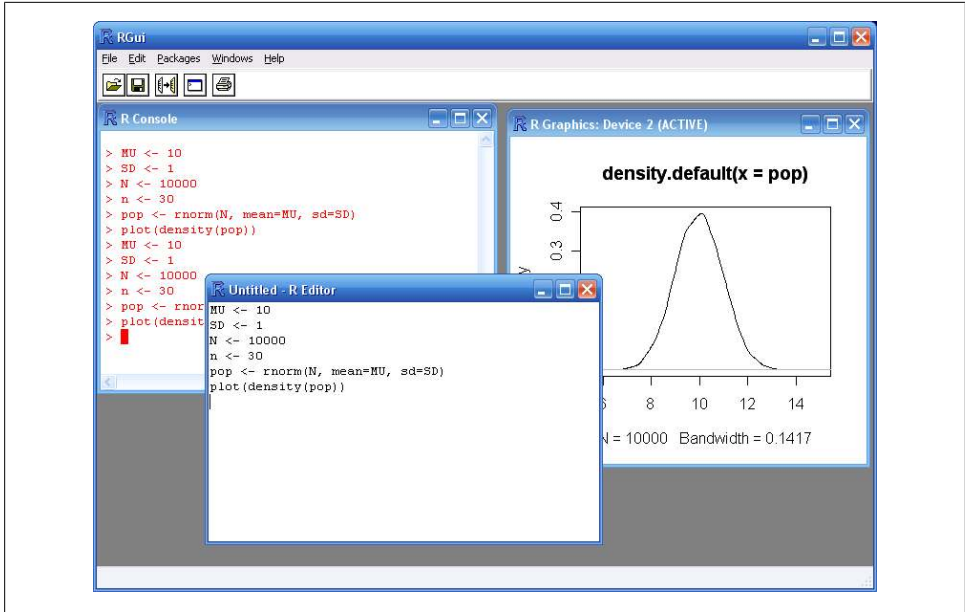 RGui
File Edit Packages Windows Help
R Console
> MU <- 10
> SD <- 1
> N <- 10000
> n <- 30
> pop <- rnorm(N, mean=MU, sd=SD)
> plot(density(pop))
> MU <- 10
> SD <- 1
> N <- 10000
> n <- 30
> pop <- rnor
> plot(densit
>
Untitled - R Editor
MU <- 10
SD <- 1
N <- 10000
n <- 30
pop <- rnorm(N, mean=MU, sd=SD)
plot(density(pop))
R Graphics: Device 2 (ACTIVE)
density.default(x = pop)
0.4
0.3
8 10 12 14
N = 10000 Bandwidth = 0.1417